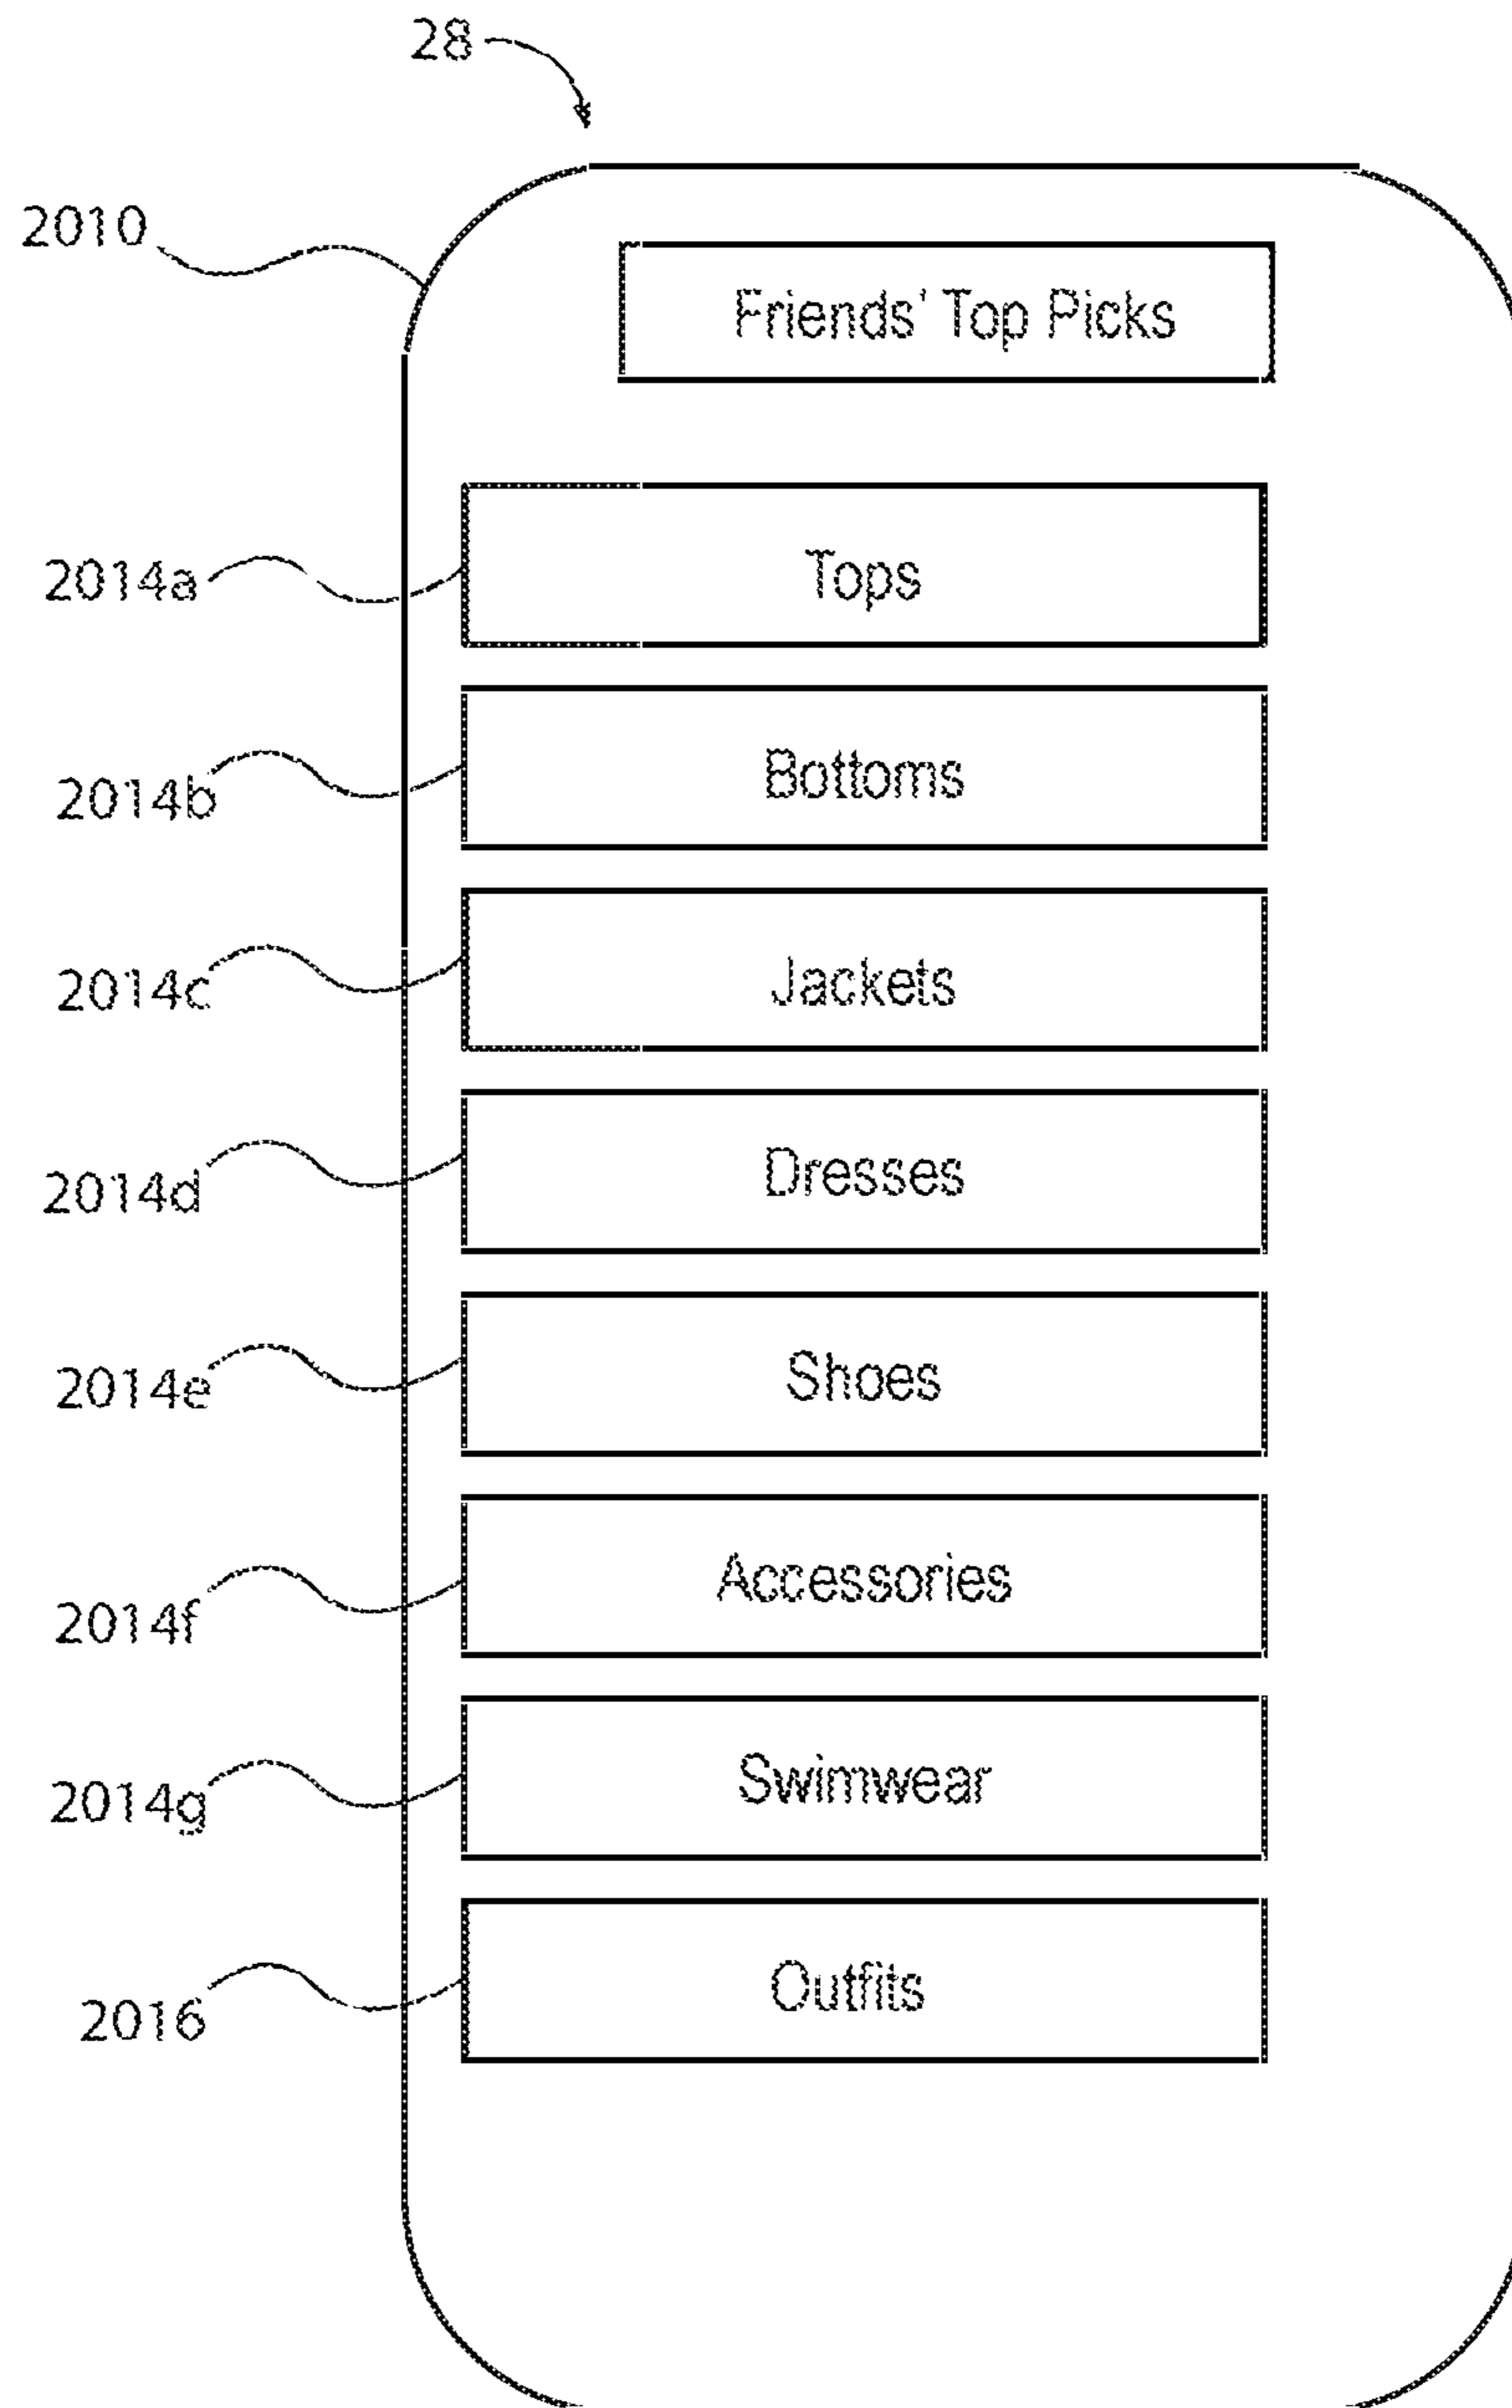 28
2010
Friends' Top Picks
2014a
Tops
2014b
Bottoms
2014c
Jackets
2014d
Dresses
2014e
Shoes
2014f
Accessories
2014g
Swimwear
2016
Outfits